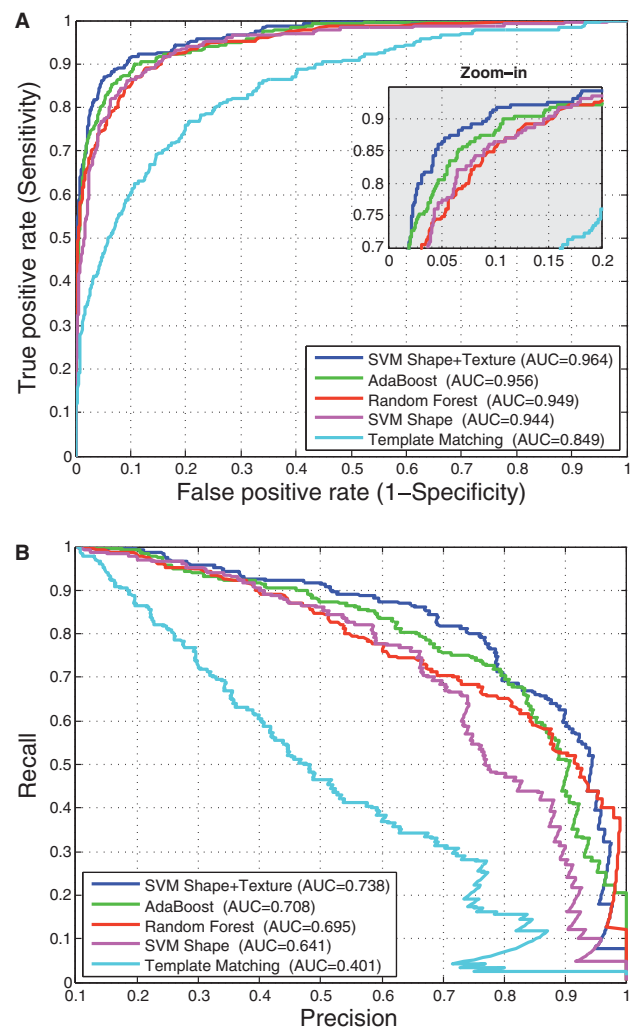 A
True positive rate (Sensitivity)
1
0.9
0.8
0.7
0.6
0.5
0.4
0.3
0.2
0.1
0
Zoom–in
0.9
0.85
0.8
0.75
0.7
0 0.05 0.1 0.15 0.2
SVM Shape+Texture (AUC=0.964)
AdaBoost (AUC=0.956)
Random Forest (AUC=0.949)
SVM Shape (AUC=0.944)
Template Matching (AUC=0.849)
0 0.1 0.2 0.3 0.4 0.5 0.6 0.7 0.8 0.9 1
False positive rate (1–Specificity)
B
Recall
1
0.9
0.8
0.7
0.6
0.5
0.4
0.3
0.2
0.1
0
SVM Shape+Texture (AUC=0.738)
AdaBoost (AUC=0.708)
Random Forest (AUC=0.695)
SVM Shape (AUC=0.641)
Template Matching (AUC=0.401)
0.1 0.2 0.3 0.4 0.5 0.6 0.7 0.8 0.9 1
Precision